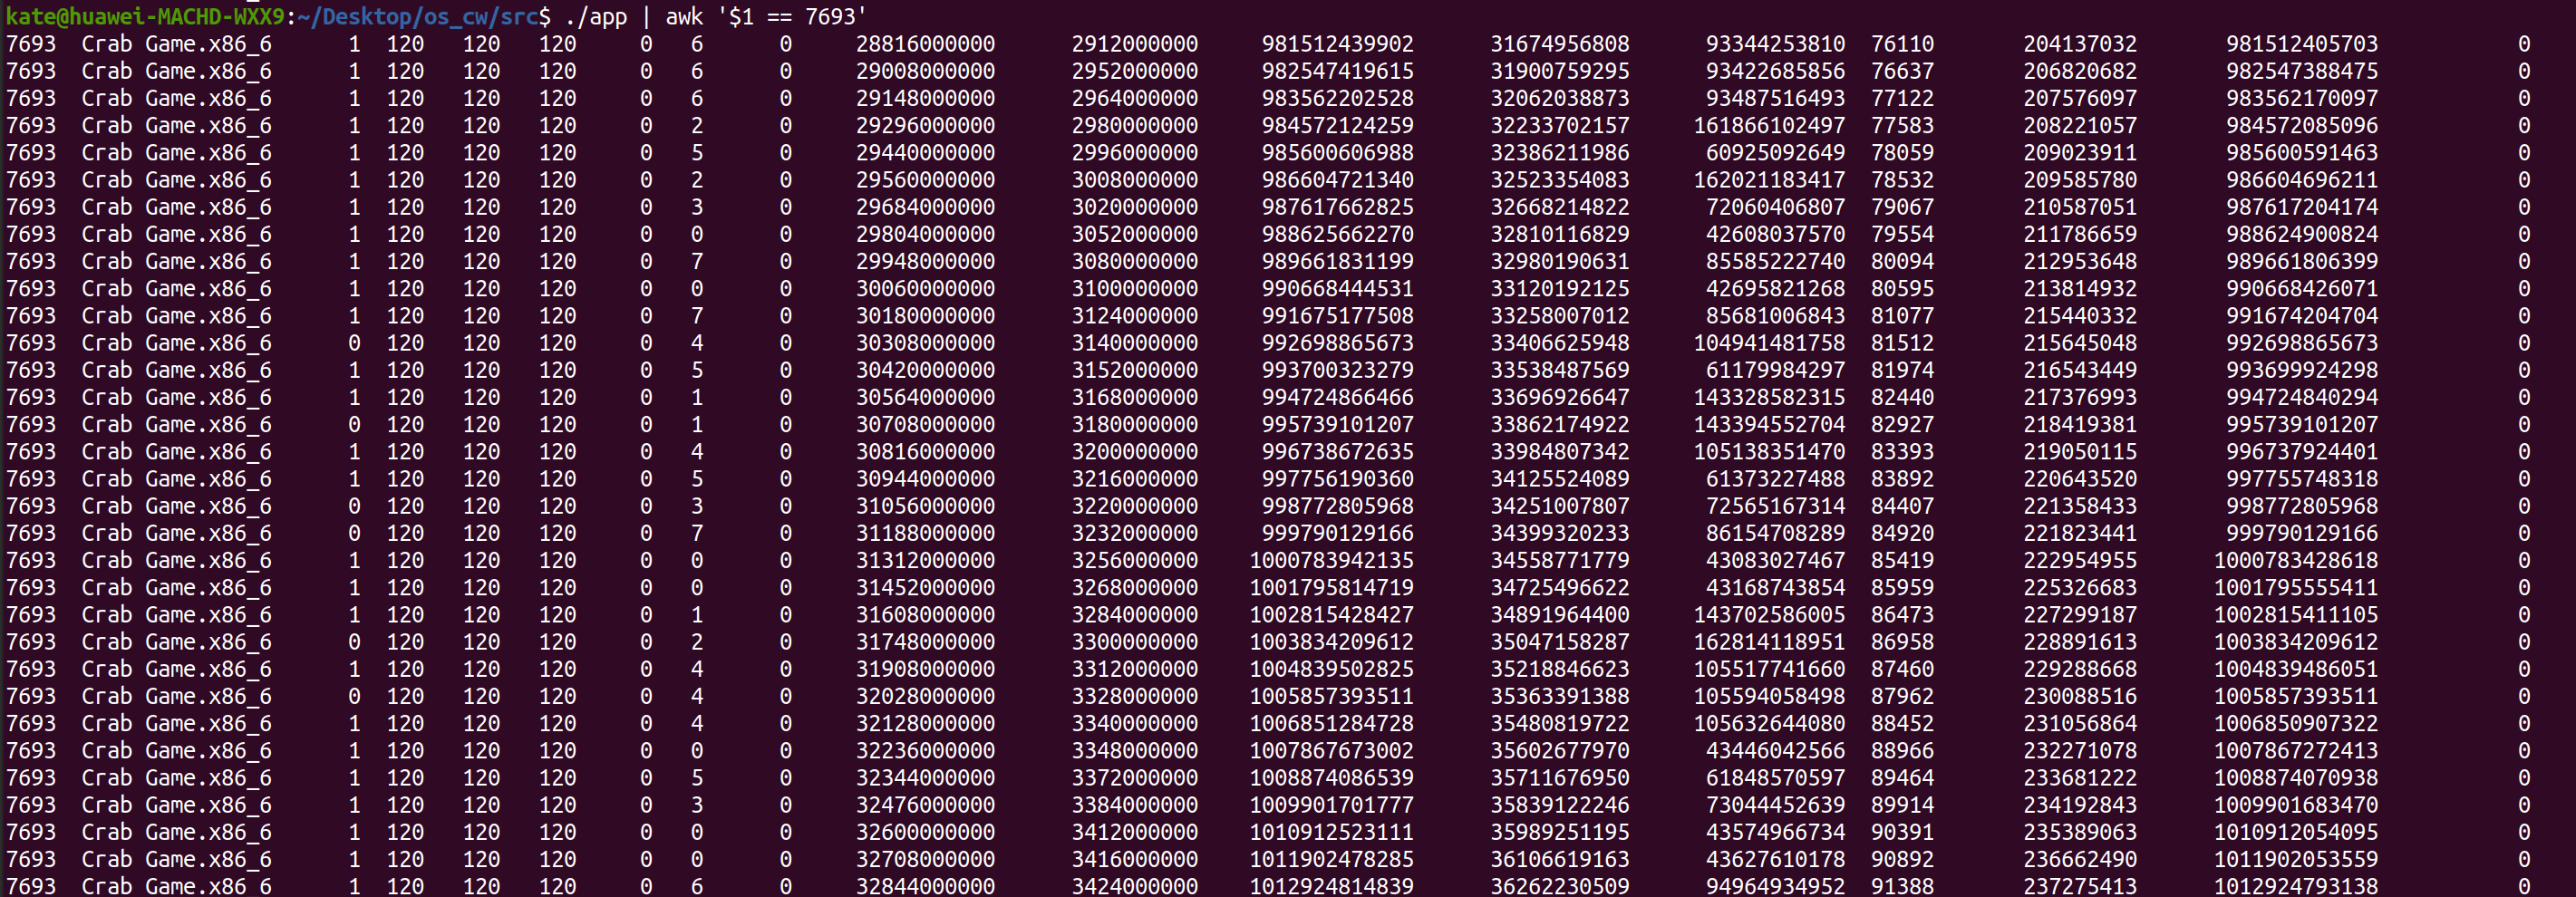 kate@huawei-MACHD-WXX9:~/Desktop/os_cw/src$ ./app | awk '$1 == 7693'
7693 Crab Game.x86_6 1 120 120 120 0 6 0 28816000000 2912000000 981512439902 31674956808 93344253810 76110 204137032 981512405703 0
7693 Crab Game.x86_6 1 120 120 120 0 6 0 29008000000 2952000000 982547419615 31900759295 93422685856 76637 206820682 982547388475 0
7693 Crab Game.x86_6 1 120 120 120 0 6 0 29148000000 2964000000 983562202528 32062038873 93487516493 77122 207576097 983562170097 0
7693 Crab Game.x86_6 1 120 120 120 0 2 0 29296000000 2980000000 984572124259 32233702157 161866102497 77583 208221057 984572085096 0
7693 Crab Game.x86_6 1 120 120 120 0 5 0 29440000000 2996000000 985600606988 32386211986 60925092649 78059 209023911 985600591463 0
7693 Crab Game.x86_6 1 120 120 120 0 2 0 29560000000 3008000000 986604721340 32523354083 162021183417 78532 209585780 986604696211 0
7693 Crab Game.x86_6 1 120 120 120 0 3 0 29684000000 3020000000 987617662825 32668214822 72060406807 79067 210587051 987617204174 0
7693 Crab Game.x86_6 1 120 120 120 0 0 0 29804000000 3052000000 988625662270 32810116829 42608037570 79554 211786659 988624900824 0
7693 Crab Game.x86_6 1 120 120 120 0 7 0 29948000000 3080000000 989661831199 32980190631 85585222740 80094 212953648 989661806399 0
7693 Crab Game.x86_6 1 120 120 120 0 0 0 30060000000 3100000000 990668444531 33120192125 42695821268 80595 213814932 990668426071 0
7693 Crab Game.x86_6 1 120 120 120 0 7 0 30180000000 3124000000 991675177508 33258007012 85681006843 81077 215440332 991674204704 0
7693 Crab Game.x86_6 0 120 120 120 0 4 0 30308000000 3140000000 992698865673 33406625948 104941481758 81512 215645048 992698865673 0
7693 Crab Game.x86_6 1 120 120 120 0 5 0 30420000000 3152000000 993700323279 33538487569 61179984297 81974 216543449 993699924298 0
7693 Crab Game.x86_6 1 120 120 120 0 1 0 30564000000 3168000000 994724866466 33696926647 143328582315 82440 217376993 994724840294 0
7693 Crab Game.x86_6 0 120 120 120 0 1 0 30708000000 3180000000 995739101207 33862174922 143394552704 82927 218419381 995739101207 0
7693 Crab Game.x86_6 1 120 120 120 0 4 0 30816000000 3200000000 996738672635 33984807342 105138351470 83393 219050115 996737924401 0
7693 Crab Game.x86_6 1 120 120 120 0 5 0 30944000000 3216000000 997756190360 34125524089 61373227488 83892 220643520 997755748318 0
7693 Crab Game.x86_6 0 120 120 120 0 3 0 31056000000 3220000000 998772805968 34251007807 72565167314 84407 221358433 998772805968 0
7693 Crab Game.x86_6 0 120 120 120 0 7 0 31188000000 3232000000 999790129166 34399320233 86154708289 84920 221823441 999790129166 0
7693 Crab Game.x86_6 1 120 120 120 0 0 0 31312000000 3256000000 1000783942135 34558771779 43083027467 85419 222954955 1000783428618 0
7693 Crab Game.x86_6 1 120 120 120 0 0 0 31452000000 3268000000 1001795814719 34725496622 43168743854 85959 225326683 1001795555411 0
7693 Crab Game.x86_6 1 120 120 120 0 1 0 31608000000 3284000000 1002815428427 34891964400 143702586005 86473 227299187 1002815411105 0
7693 Crab Game.x86_6 0 120 120 120 0 2 0 31748000000 3300000000 1003834209612 35047158287 162814118951 86958 228891613 1003834209612 0
7693 Crab Game.x86_6 1 120 120 120 0 4 0 31908000000 3312000000 1004839502825 35218846623 105517741660 87460 229288668 1004839486051 0
7693 Crab Game.x86_6 0 120 120 120 0 4 0 32028000000 3328000000 1005857393511 35363391388 105594058498 87962 230088516 1005857393511 0
7693 Crab Game.x86_6 1 120 120 120 0 4 0 32128000000 3340000000 1006851284728 35480819722 105632644080 88452 231056864 1006850907322 0
7693 Crab Game.x86_6 1 120 120 120 0 0 0 32236000000 3348000000 1007867673002 35602677970 43446042566 88966 232271078 1007867272413 0
7693 Crab Game.x86_6 1 120 120 120 0 5 0 32344000000 3372000000 1008874086539 35711676950 61848570597 89464 233681222 1008874070938 0
7693 Crab Game.x86_6 1 120 120 120 0 3 0 32476000000 3384000000 1009901701777 35839122246 73044452639 89914 234192843 1009901683470 0
7693 Crab Game.x86_6 1 120 120 120 0 0 0 32600000000 3412000000 1010912523111 35989251195 43574966734 90391 235389063 1010912054095 0
7693 Crab Game.x86_6 1 120 120 120 0 0 0 32708000000 3416000000 1011902478285 36106619163 43627610178 90892 236662490 1011902053559 0
7693 Crab Game.x86_6 1 120 120 120 0 6 0 32844000000 3424000000 1012924814839 36262230509 94964934952 91388 237275413 1012924793138 0